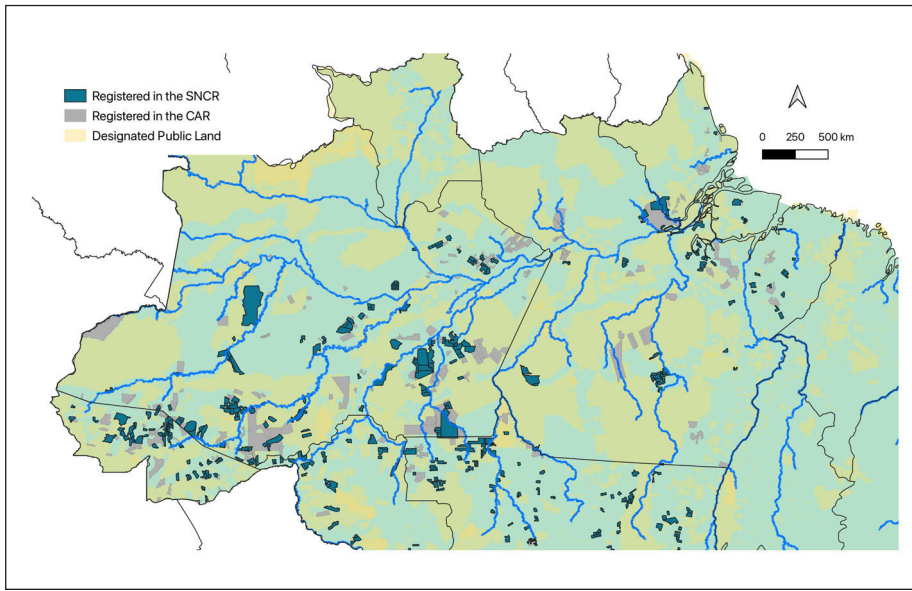 Registered in the SNCR
Registered in the CAR
Designated Public Land
0 250 500 km